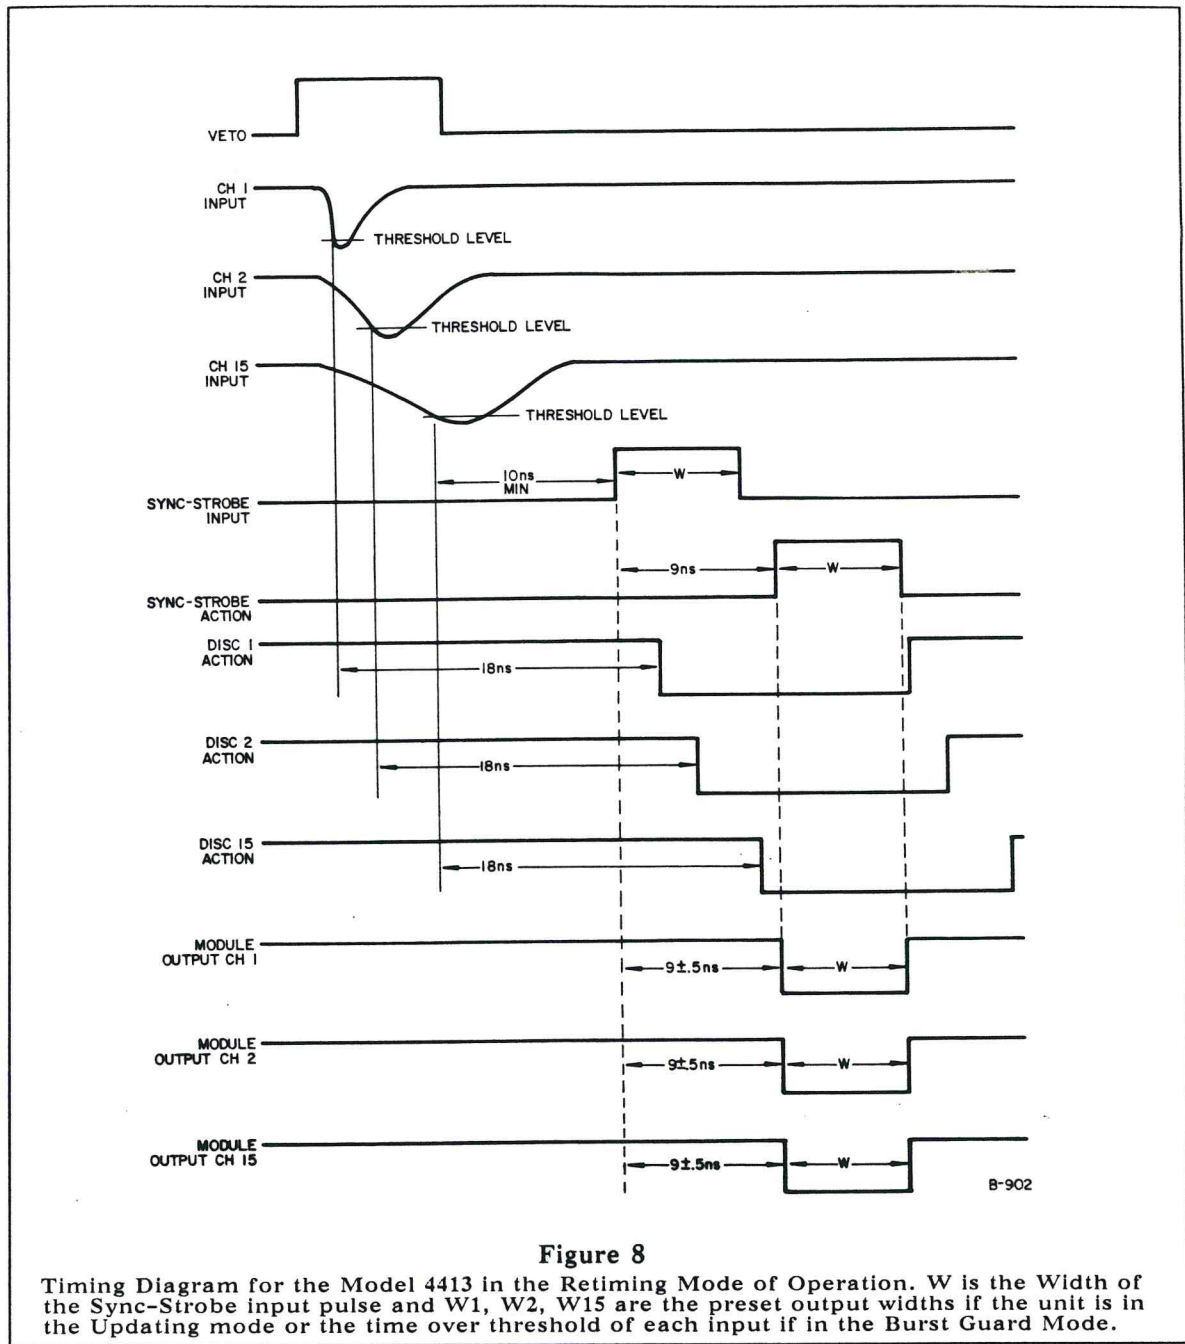 VETO
CH 1
INPUT
THRESHOLD LEVEL
CH 2
INPUT
THRESHOLD LEVEL
CH 15
INPUT
THRESHOLD LEVEL
10ns
MIN
W
SYNC-STROBE
INPUT
9ns
W
SYNC-STROBE
ACTION
DISC 1
ACTION
18ns
DISC 2
ACTION
18ns
DISC 15
ACTION
18ns
MODULE
OUTPUT CH 1
9±.5ns
W
MODULE
OUTPUT CH 2
9±.5ns
W
MODULE
OUTPUT CH 15
9±.5ns
W
B-902
Figure 8
Timing Diagram for the Model 4413 in the Retiming Mode of Operation. W is the Width of
the Sync-Strobe input pulse and W1, W2, W15 are the preset output widths if the unit is in
the Updating mode or the time over threshold of each input if in the Burst Guard Mode.